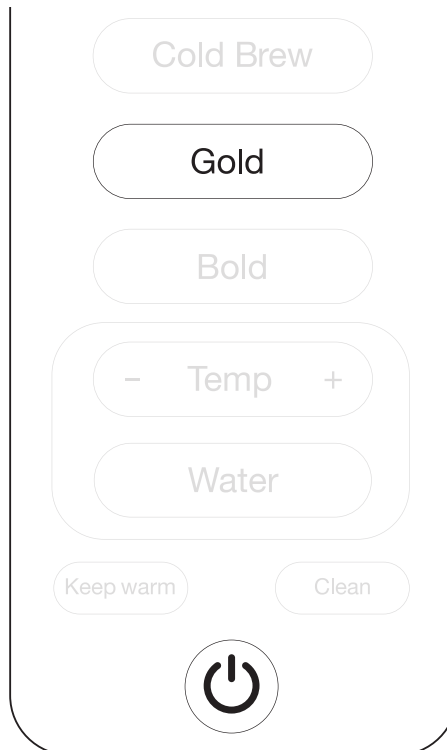 Cold Brew
Gold
Bold
- Temp +
Water
Keep warm
Clean